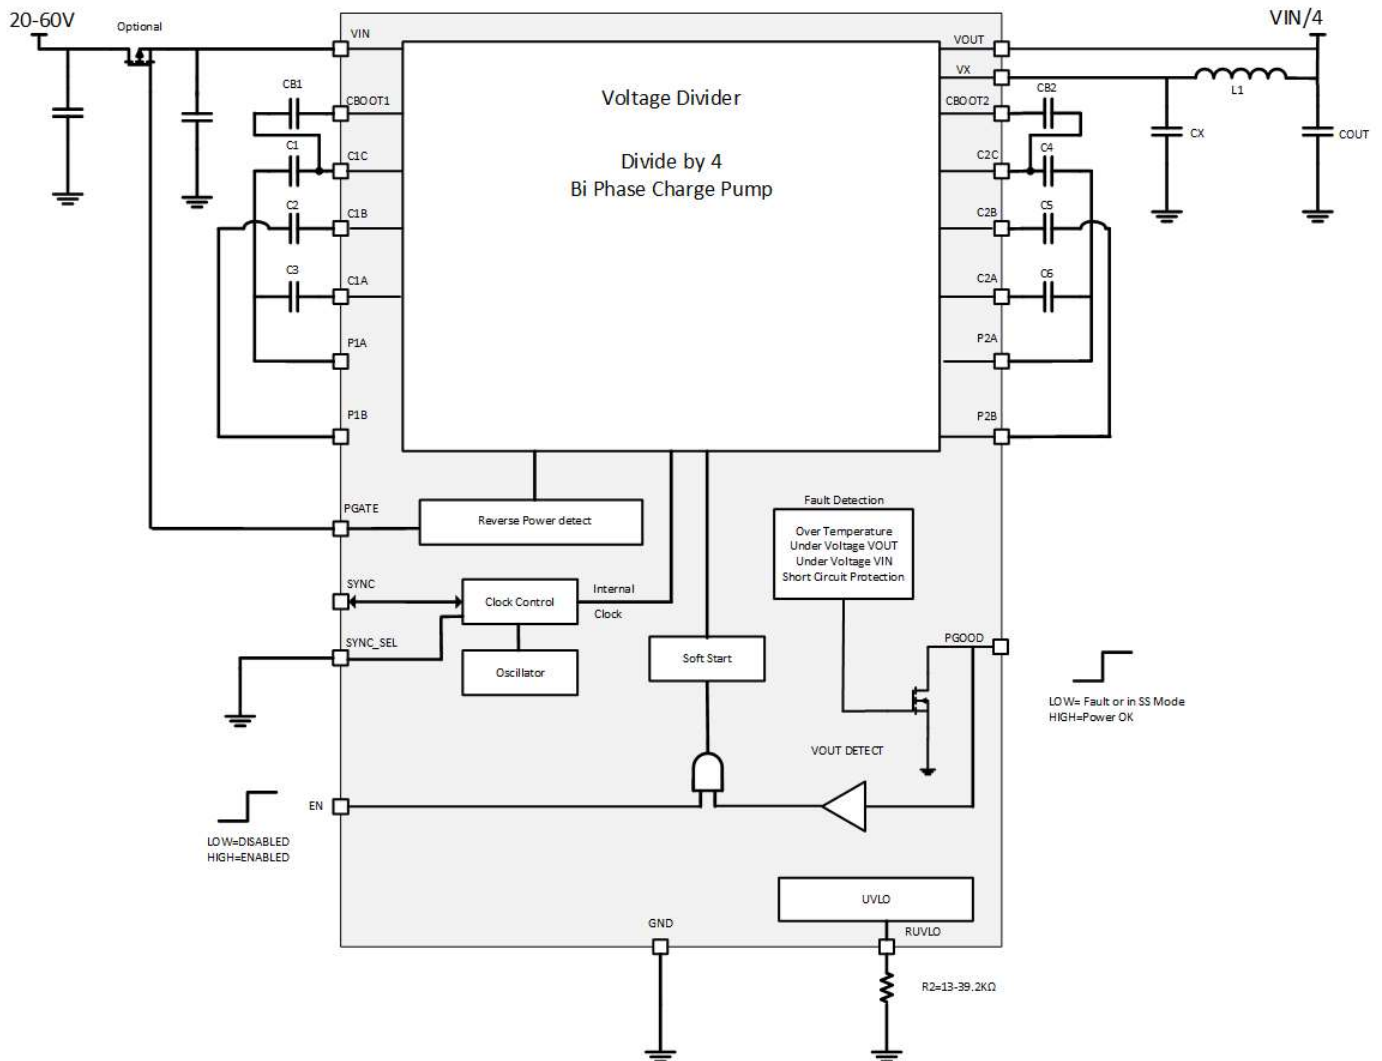 20-60V
Optional
VIN
VOUT
VIN/4
VX
L1
CB1
CBOOT1
Voltage Divider
CBOOT2
CB2
CX
COUT
C1
C1C
Divide by 4
C2C
C4
Bi Phase Charge Pump
C2
C1B
C2B
C5
C3
C1A
C2A
C6
P1A
P2A
P1B
P2B
PGATE
Reverse Power detect
Fault Detection
Over Temperature
Under Voltage VOUT
Under Voltage VIN
Short Circuit Protection
SYNC
Clock Control
Internal
Clock
SYNC_SEL
Oscillator
Soft Start
PGOOD
LOW= Fault or in SS Mode
HIGH=Power OK
VOUT DETECT
EN
LOW=DISABLED
HIGH=ENABLED
UVLO
GND
RUVLO
R2=13-39.2KΩ